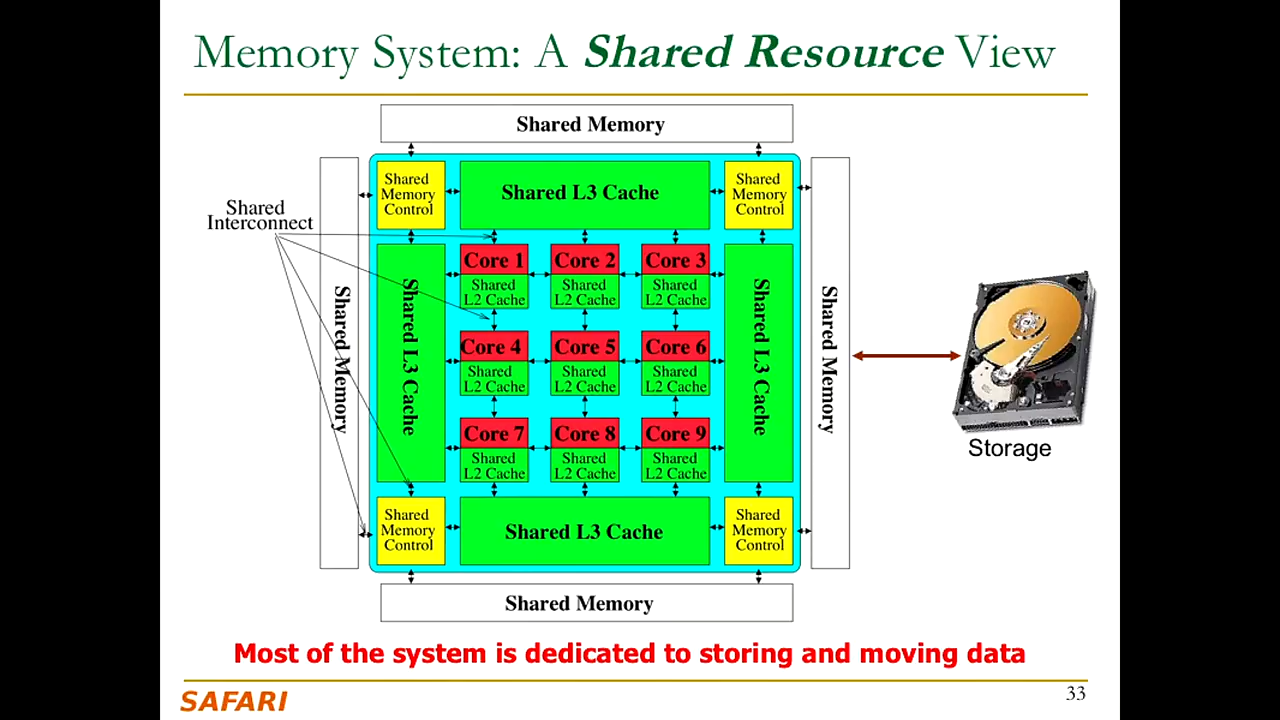 Memory System: A Shared Resource View
Shared Memory
Shared
Memory
Control
Shared L3 Cache
Shared
Memory
Control
Shared
Interconnect
Shared Memory
Shared L3 Cache
Core 1
Shared
L2 Cache
Core 2
Shared
L2 Cache
Core 3
Shared
L2 Cache
Core 4
Shared
L2 Cache
Core 5
Shared
L2 Cache
Core 6
Shared
L2 Cache
Core 7
Shared
L2 Cache
Core 8
Shared
L2 Cache
Core 9
Shared
L2 Cache
Shared L3 Cache
Shared Memory
Storage
Shared
Memory
Control
Shared L3 Cache
Shared
Memory
Control
Shared Memory
Most of the system is dedicated to storing and moving data
SAFARI
33